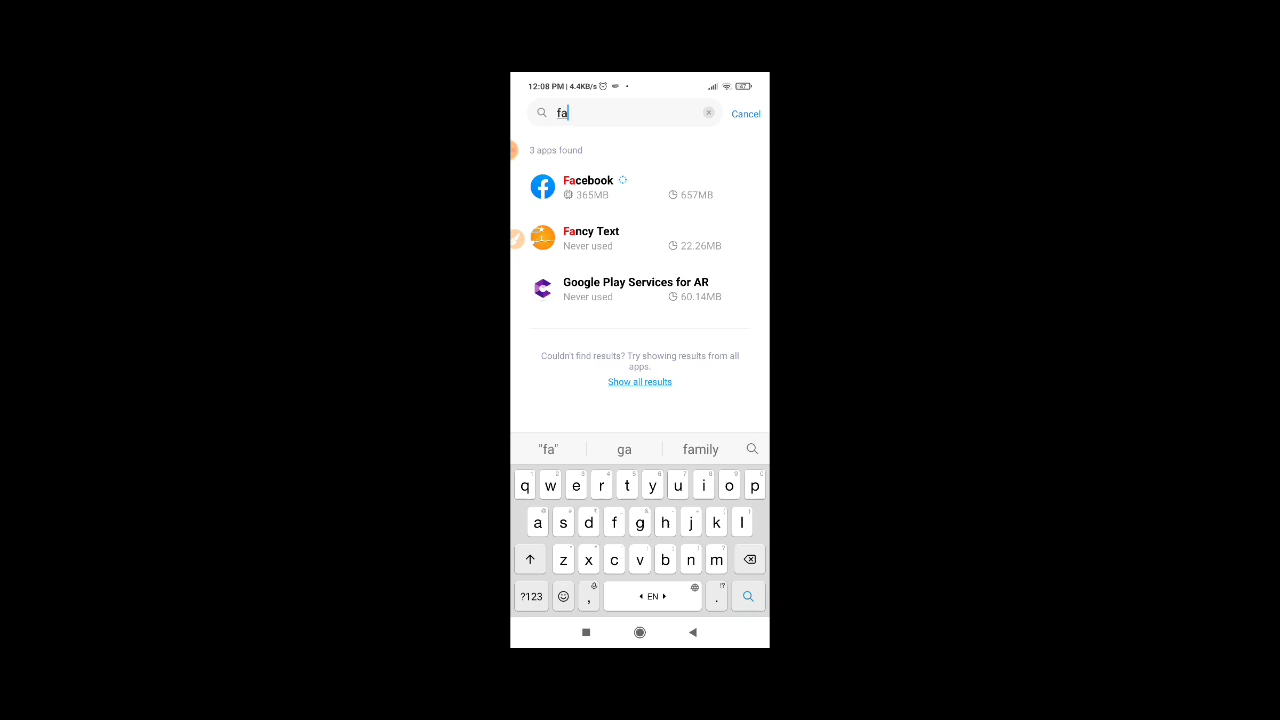 12:08 PM | 4.4KB/s
fa
Cancel
3 apps found
Facebook
365MB 657MB
Fancy Text
Never used 22.26MB
Google Play Services for AR
Never used 60.14MB
Couldn't find results? Try showing results from all
apps.
Show all results
"fa" ga family
q w e r t y u i o p
a s d f g h j k l
z x c v b n m
?123 , EN .